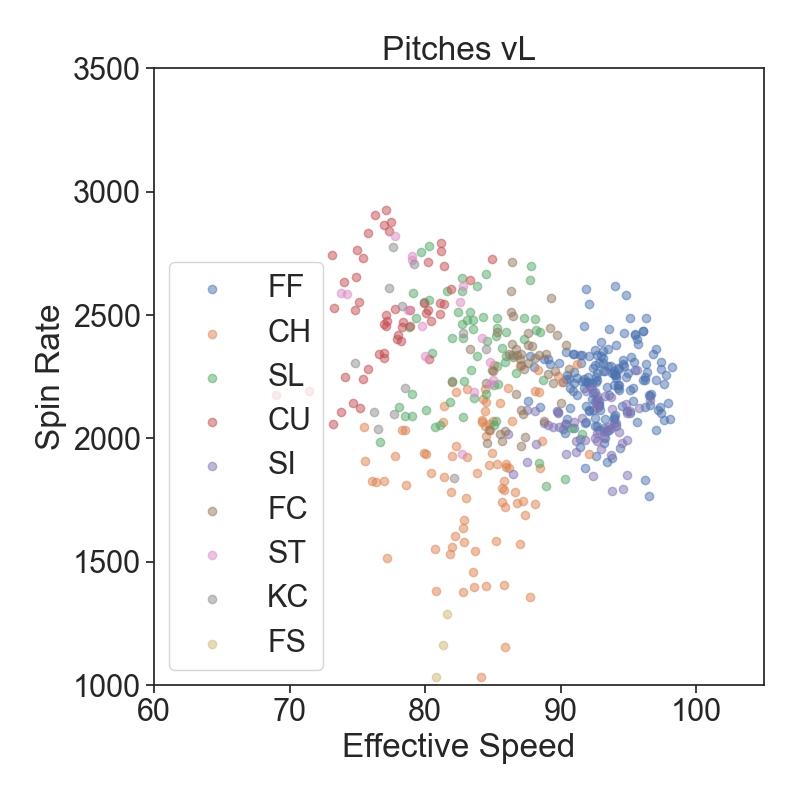 Pitches vL
3500
3000
2500
2000
1500
1000
Spin Rate
FF
CH
SL
CU
SI
FC
ST
KC
FS
60 70 80 90 100
Effective Speed